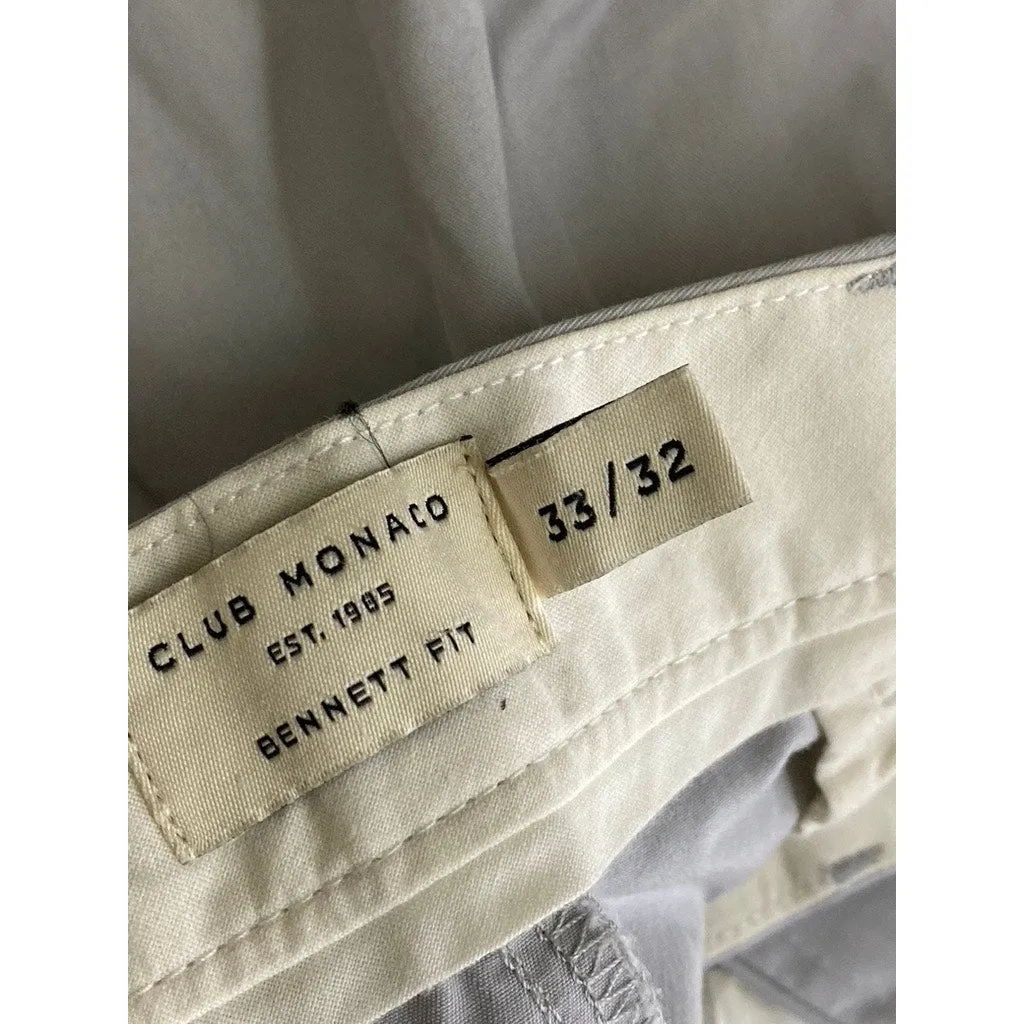 CLUB MONACO
EST. 1985
BENNETT FIT
33/32